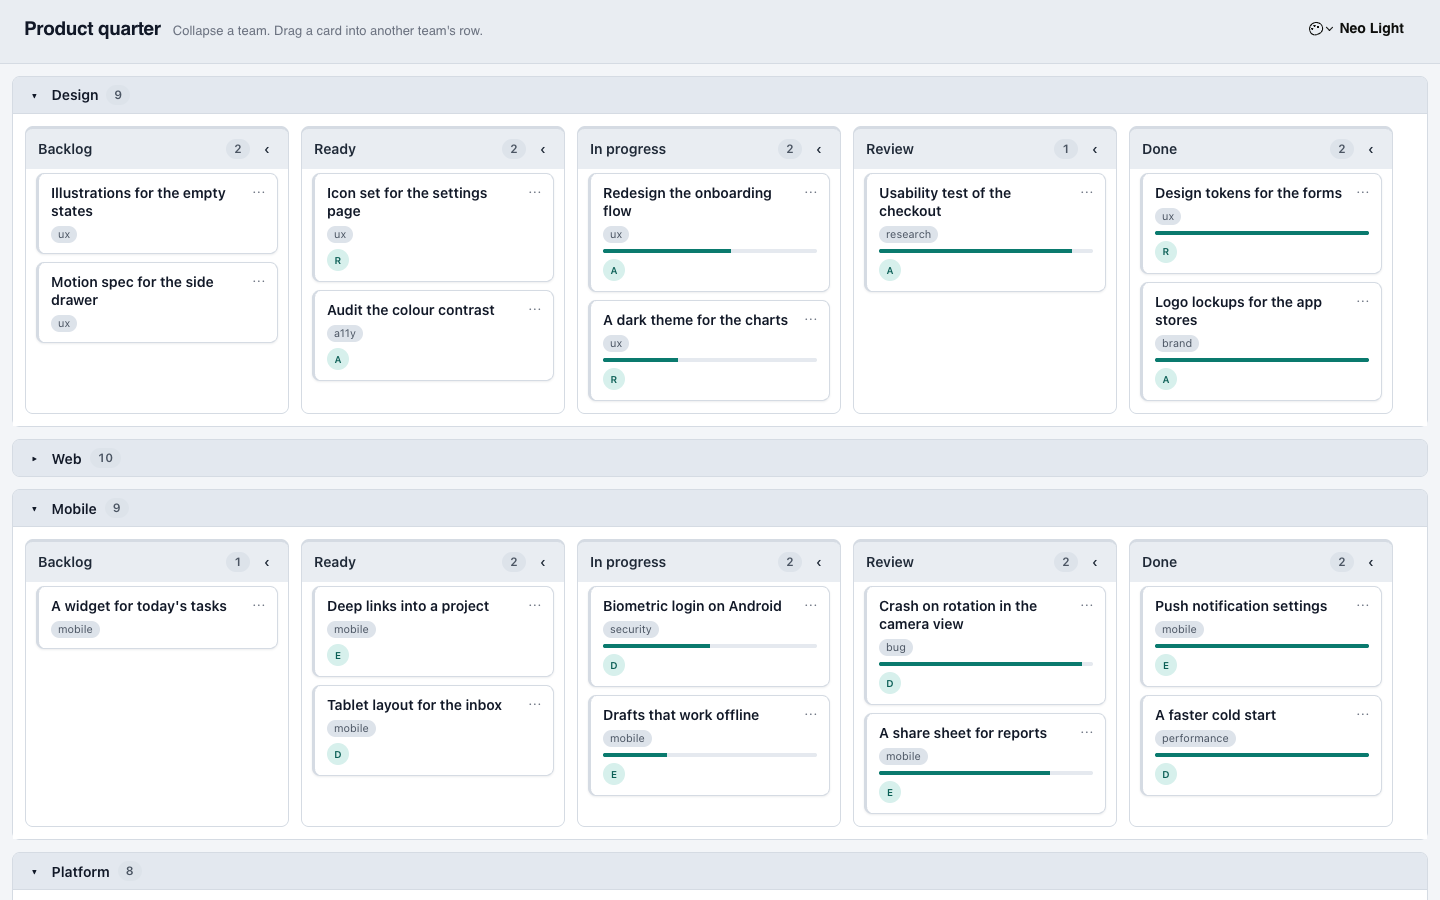 Product quarter
Collapse a team. Drag a card into another team's row.
Neo Light
Design 9
Backlog 2
Illustrations for the empty
states
ux
Motion spec for the side
drawer
ux
Ready 2
Icon set for the settings
page
ux
R
Audit the colour contrast
a11y
A
In progress 2
Redesign the onboarding
flow
ux
A
A dark theme for the charts
ux
R
Review 1
Usability test of the
checkout
research
A
Done 2
Design tokens for the forms
ux
R
Logo lockups for the app
stores
brand
A
Web 10
Mobile 9
Backlog 1
A widget for today's tasks
mobile
Ready 2
Deep links into a project
mobile
E
Tablet layout for the inbox
mobile
D
In progress 2
Biometric login on Android
security
D
Drafts that work offline
mobile
E
Review 2
Crash on rotation in the
camera view
bug
D
A share sheet for reports
mobile
E
Done 2
Push notification settings
mobile
E
A faster cold start
performance
D
Platform 8